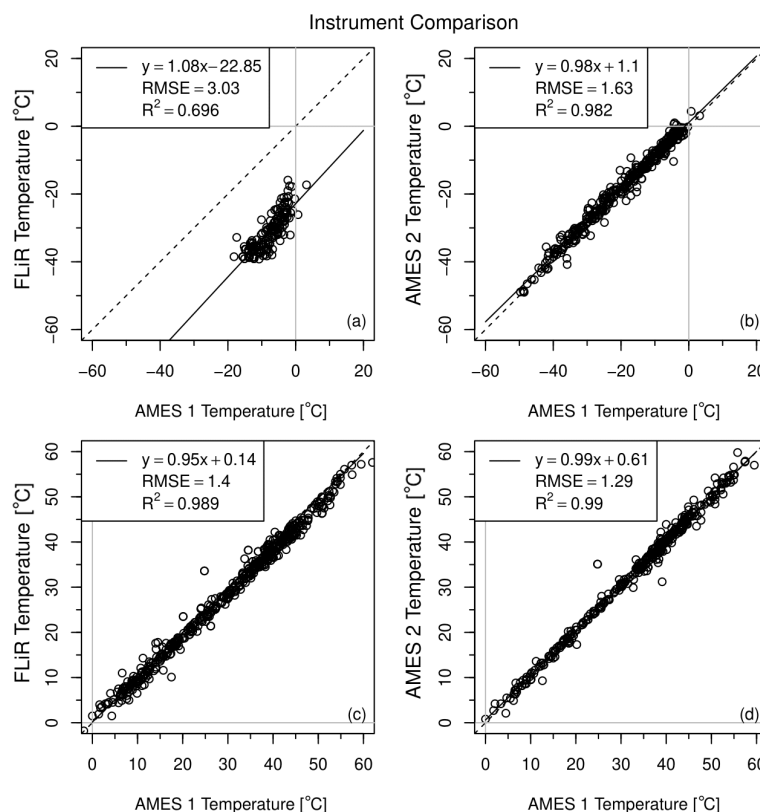 Instrument Comparison
y = 1.08x−22.85
RMSE = 3.03
R² = 0.696
FLiR Temperature [°C]
20
0
−20
−40
−60
(a)
−60 −40 −20 0 20
AMES 1 Temperature [°C]
y = 0.98x+1.1
RMSE = 1.63
R² = 0.982
AMES 2 Temperature [°C]
20
0
−20
−40
−60
(b)
−60 −40 −20 0 20
AMES 1 Temperature [°C]
y = 0.95x+0.14
RMSE = 1.4
R² = 0.989
FLiR Temperature [°C]
60
50
40
30
20
10
0
(c)
0 10 20 30 40 50 60
AMES 1 Temperature [°C]
y = 0.99x+0.61
RMSE = 1.29
R² = 0.99
AMES 2 Temperature [°C]
60
50
40
30
20
10
0
(d)
0 10 20 30 40 50 60
AMES 1 Temperature [°C]